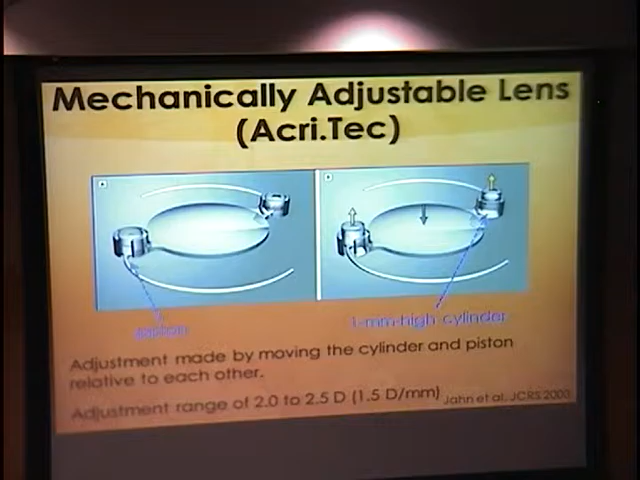 Mechanically Adjustable Lens
(Acri.Tec)
piston
1-mm-high cylinder
Adjustment made by moving the cylinder and piston
relative to each other.
Adjustment range of 2.0 to 2.5 D (1.5 D/mm)
Jahn et al, JCRS 2003